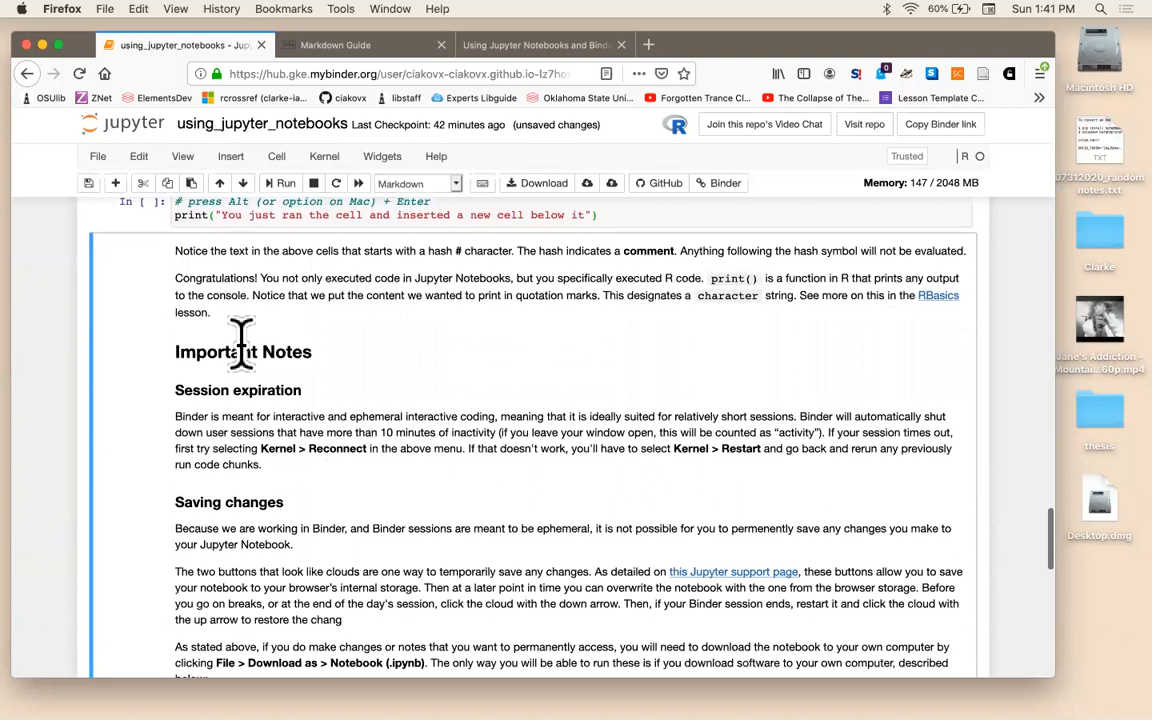 Firefox File Edit View History Bookmarks Tools Window Help 60% Sun 1:41 PM
using_jupyter_notebooks - Jup Markdown Guide Using Jupyter Notebooks and Bind
https://hub.gke.mybinder.org/user/ciakovx-ciakovx.github.io-lz7ho
OSUlib ZNet ElementsDev rcrossref (clarke-ia... ciakovx libstaff Experts Libguide Oklahoma State Uni... Forgotten Trance Cl... The Collapse of The... Lesson Template C...
jupyter using_jupyter_notebooks Last Checkpoint: 42 minutes ago (unsaved changes) Join this repo's Video Chat Visit repo Copy Binder link
File Edit View Insert Cell Kernel Widgets Help Trusted R
Run Markdown Download GitHub Binder Memory: 147 / 2048 MB
In [ ]: # press Alt (or option on Mac) + Enter
print("You just ran the cell and inserted a new cell below it")
Notice the text in the above cells that starts with a hash # character. The hash indicates a comment. Anything following the hash symbol will not be evaluated.
Congratulations! You not only executed code in Jupyter Notebooks, but you specifically executed R code. print() is a function in R that prints any output
to the console. Notice that we put the content we wanted to print in quotation marks. This designates a character string. See more on this in the RBasics
lesson.
Important Notes
Session expiration
Binder is meant for interactive and ephemeral interactive coding, meaning that it is ideally suited for relatively short sessions. Binder will automatically shut
down user sessions that have more than 10 minutes of inactivity (if you leave your window open, this will be counted as “activity”). If your session times out,
first try selecting Kernel > Reconnect in the above menu. If that doesn't work, you'll have to select Kernel > Restart and go back and rerun any previously
run code chunks.
Saving changes
Because we are working in Binder, and Binder sessions are meant to be ephemeral, it is not possible for you to permenently save any changes you make to
your Jupyter Notebook.
The two buttons that look like clouds are one way to temporarily save any changes. As detailed on this Jupyter support page, these buttons allow you to save
your notebook to your browser's internal storage. Then at a later point in time you can overwrite the notebook with the one from the browser storage. Before
you go on breaks, or at the end of the day's session, click the cloud with the down arrow. Then, if your Binder session ends, restart it and click the cloud with
the up arrow to restore the chang
As stated above, if you do make changes or notes that you want to permanently access, you will need to download the notebook to your own computer by
clicking File > Download as > Notebook (.ipynb). The only way you will be able to run these is if you download software to your own computer, described
below:
Macintosh HD
TXT
07312020_random
notes.txt
Clarke
Jane's Addiction -
Mountai...60p.mp4
thesis
Desktop.dmg